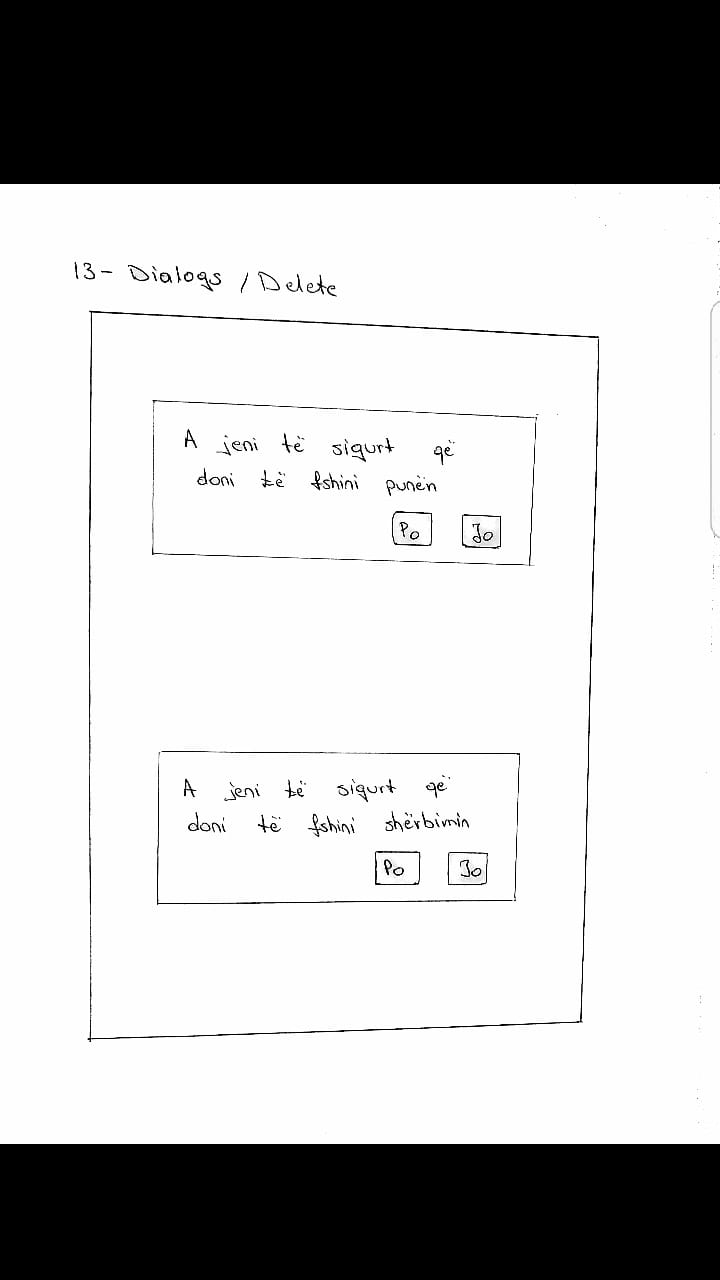 13- Dialogs / Delete
A jeni të sigurt që
doni të fshini punën
Po Jo
A jeni të sigurt që
doni të fshini shërbimin
Po Jo